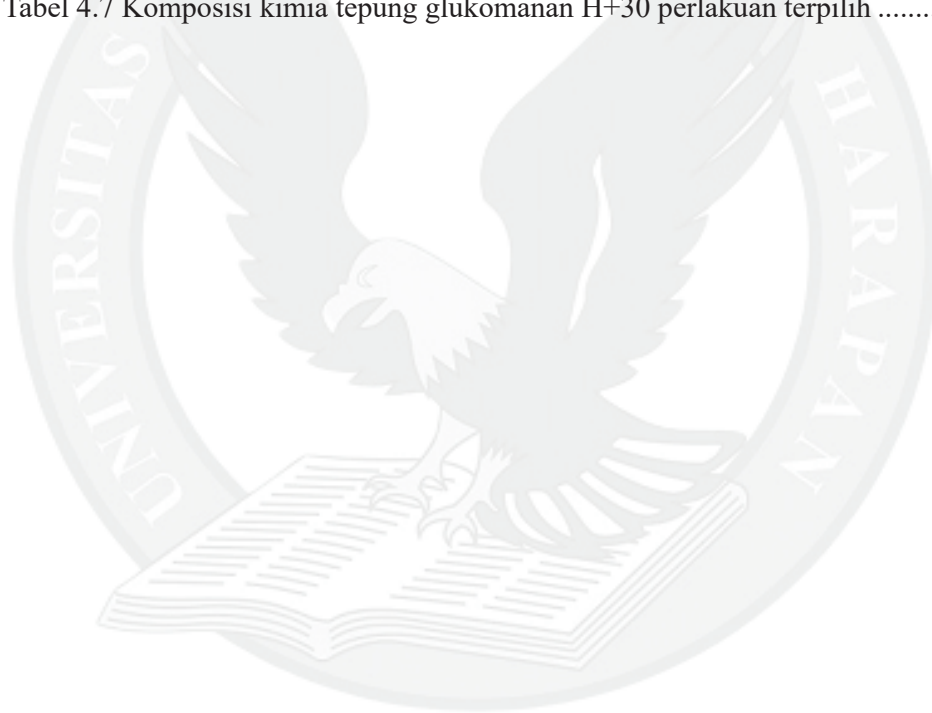 Tabel 4.7 Komposisi kimia tepung glukomanan H+30 perlakuan terpilih .......
UNIVERSITAS
HARAPAN